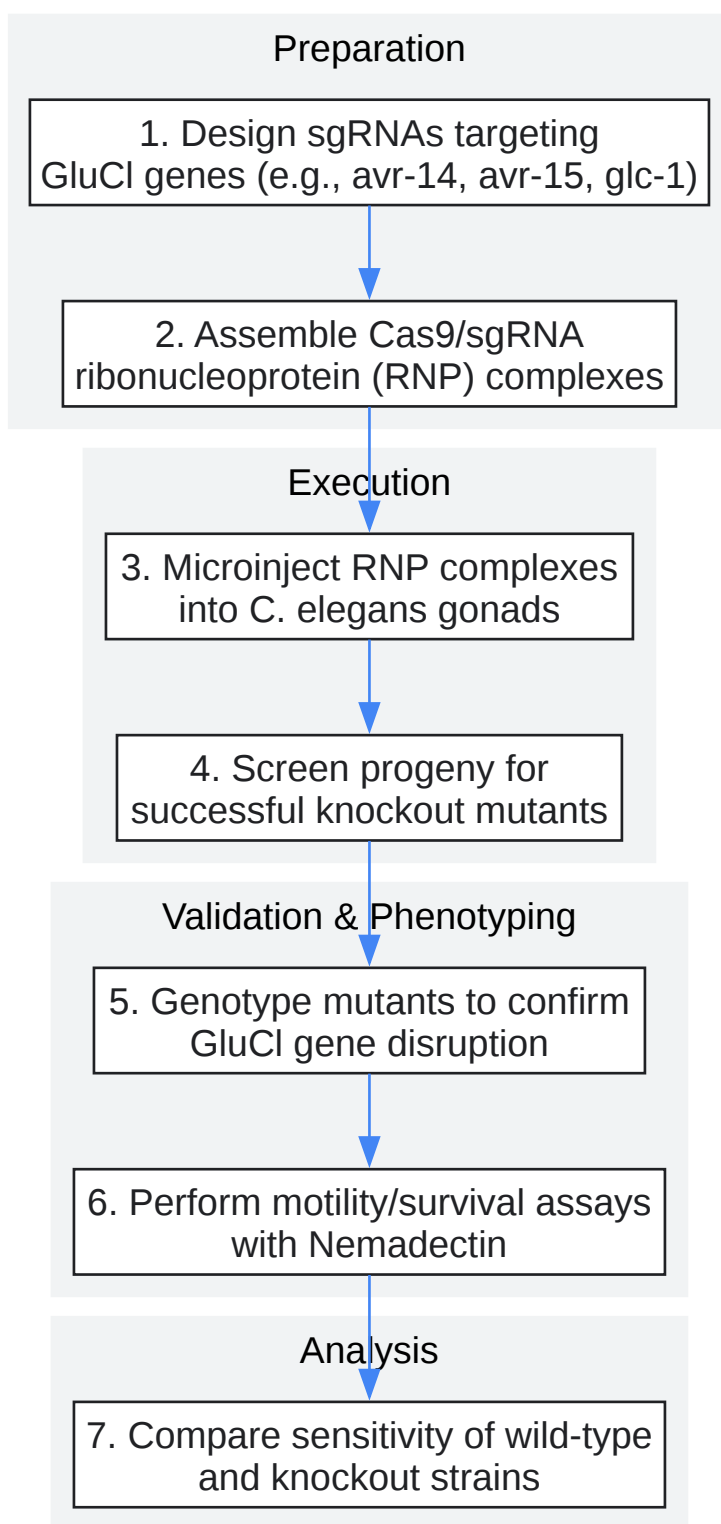 Preparation
1. Design sgRNAs targeting
GluCl genes (e.g., avr-14, avr-15, glc-1)
2. Assemble Cas9/sgRNA
ribonucleoprotein (RNP) complexes
Execution
3. Microinject RNP complexes
into C. elegans gonads
4. Screen progeny for
successful knockout mutants
Validation & Phenotyping
5. Genotype mutants to confirm
GluCl gene disruption
6. Perform motility/survival assays
with Nemadectin
Analysis
7. Compare sensitivity of wild-type
and knockout strains